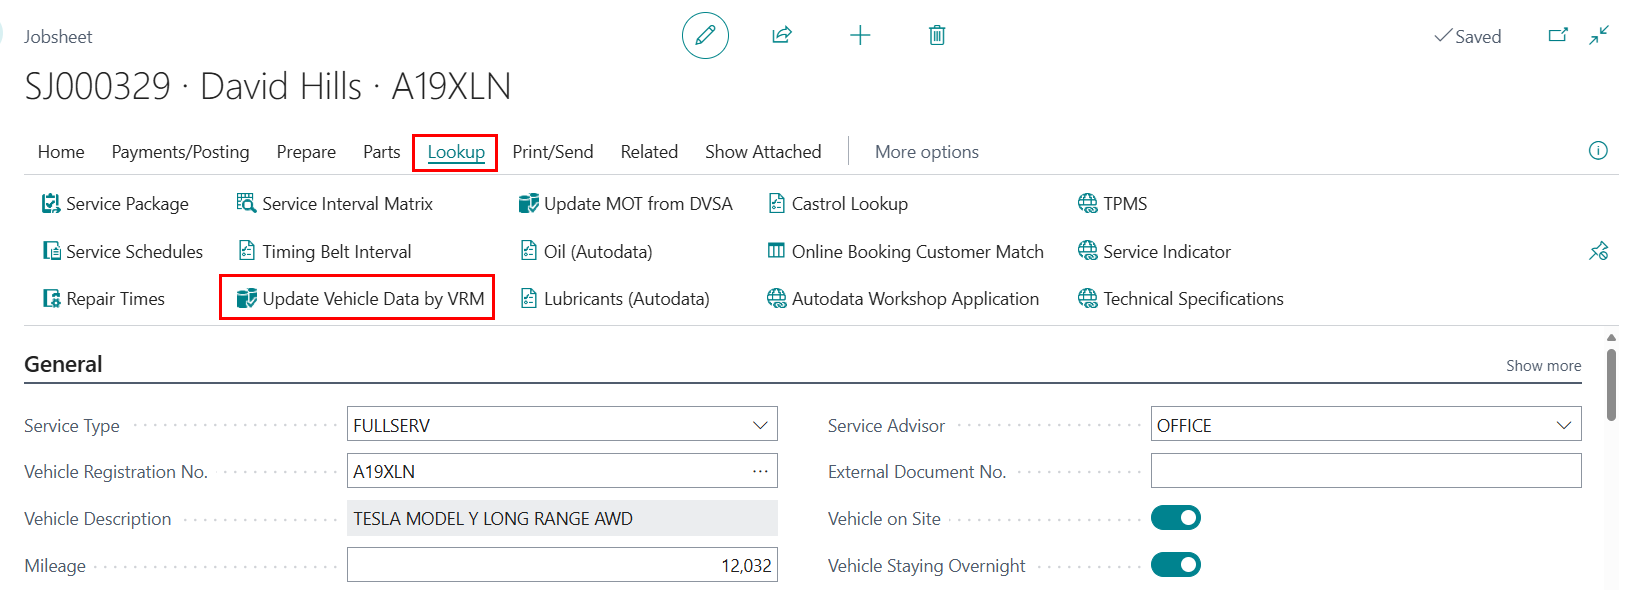 Jobsheet
Saved
SJ000329 · David Hills · A19XLN
Home Payments/Posting Prepare Parts Lookup Print/Send Related Show Attached More options
Service Package Service Interval Matrix Update MOT from DVSA Castrol Lookup TPMS
Service Schedules Timing Belt Interval Oil (Autodata) Online Booking Customer Match Service Indicator
Repair Times Update Vehicle Data by VRM Lubricants (Autodata) Autodata Workshop Application Technical Specifications
General Show more
Service Type FULLSERV Service Advisor OFFICE
Vehicle Registration No. A19XLN ... External Document No.
Vehicle Description TESLA MODEL Y LONG RANGE AWD Vehicle on Site
Mileage 12,032 Vehicle Staying Overnight